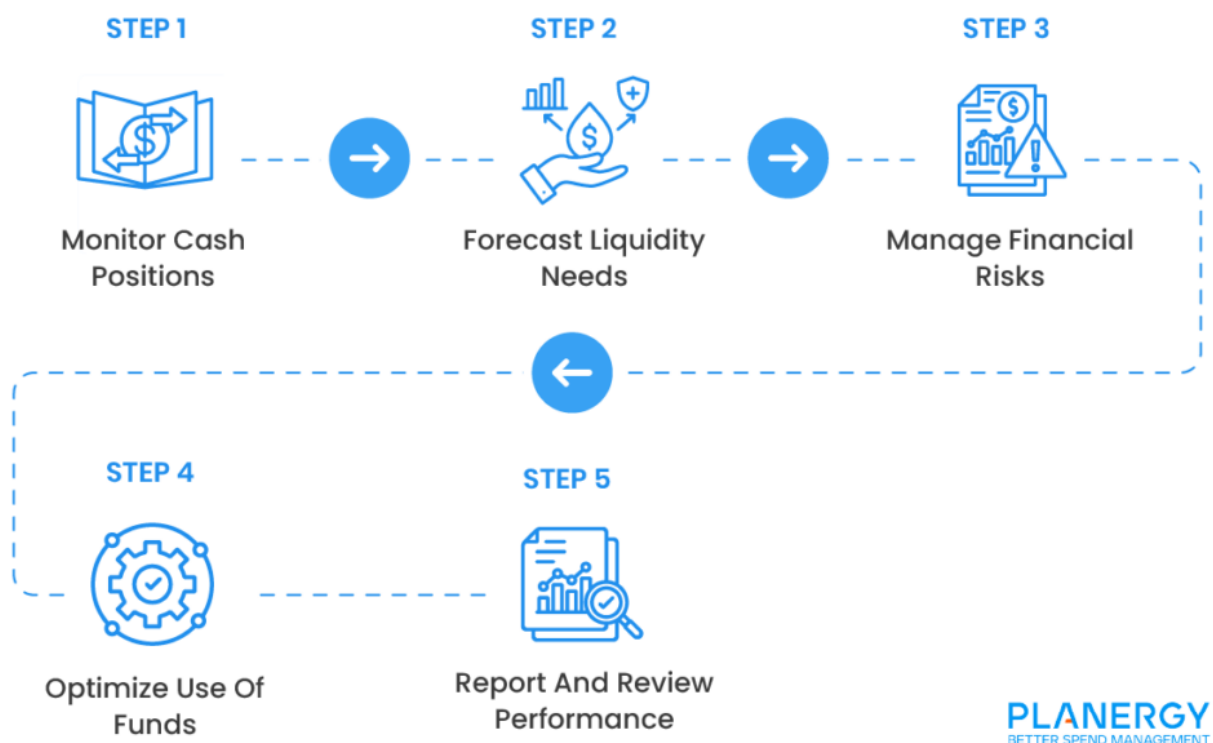 STEP 1
STEP 2
STEP 3
$
$
$
Monitor Cash
Positions
Forecast Liquidity
Needs
Manage Financial
Risks
STEP 4
STEP 5
Optimize Use Of
Funds
Report And Review
Performance
PLANERGY
BETTER SPEND MANAGEMENT